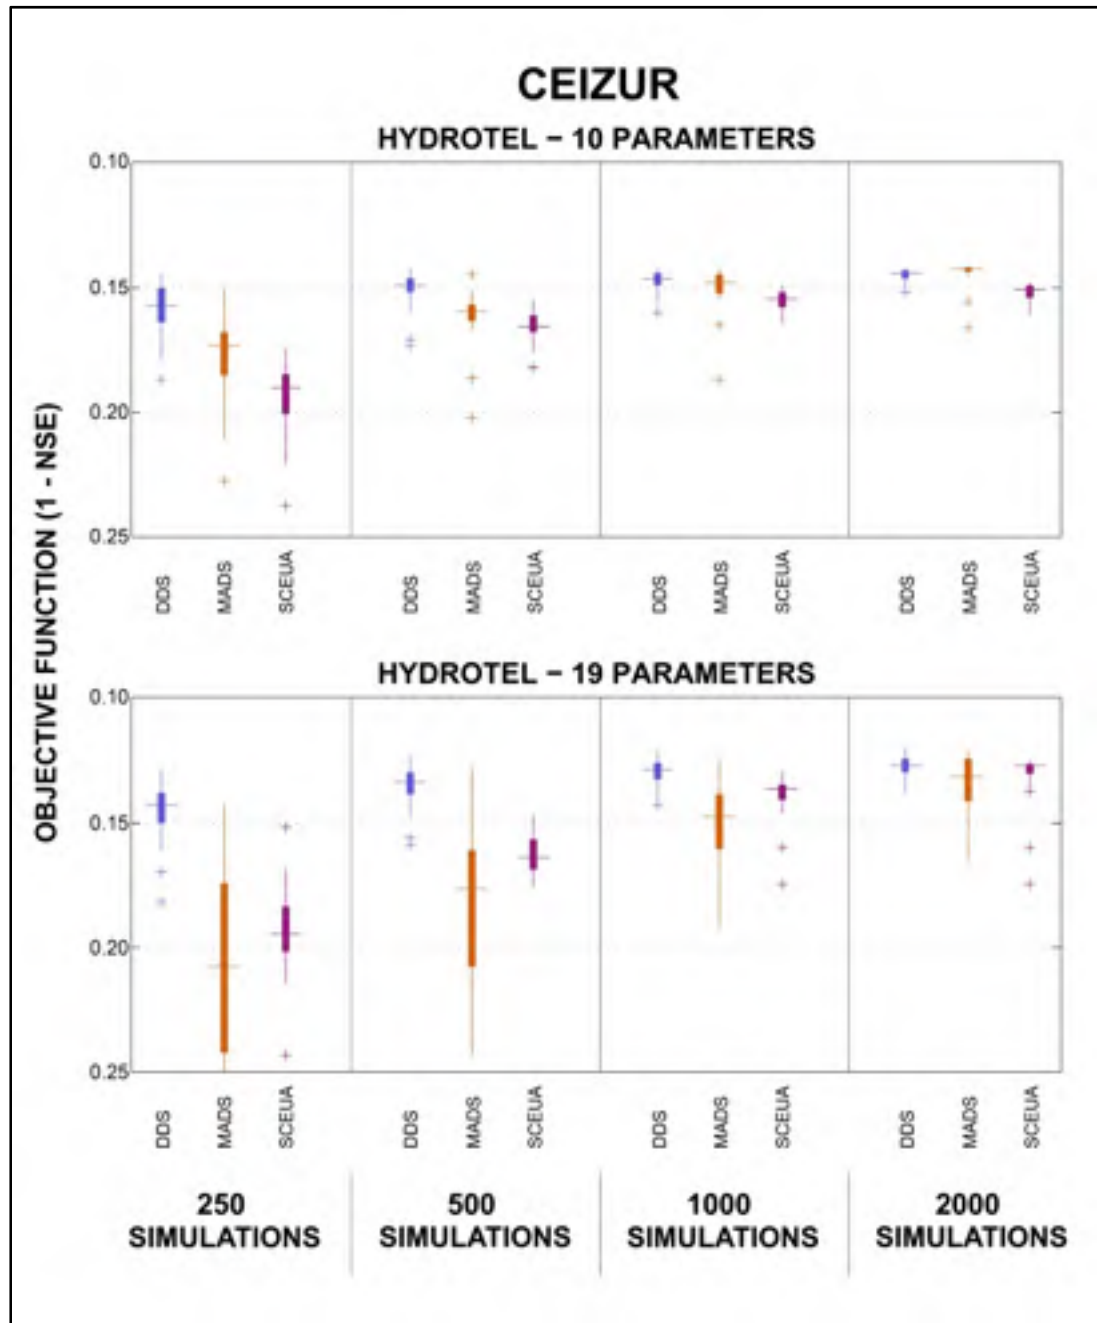 CEIZUR
HYDROTEL – 10 PARAMETERS
OBJECTIVE FUNCTION (1 - NSE)
0.10
0.15
0.20
0.25
DDS MADS SCEUA DDS MADS SCEUA DDS MADS SCEUA DDS MADS SCEUA
HYDROTEL – 19 PARAMETERS
0.10
0.15
0.20
0.25
DDS MADS SCEUA DDS MADS SCEUA DDS MADS SCEUA DDS MADS SCEUA
250 500 1000 2000
SIMULATIONS SIMULATIONS SIMULATIONS SIMULATIONS